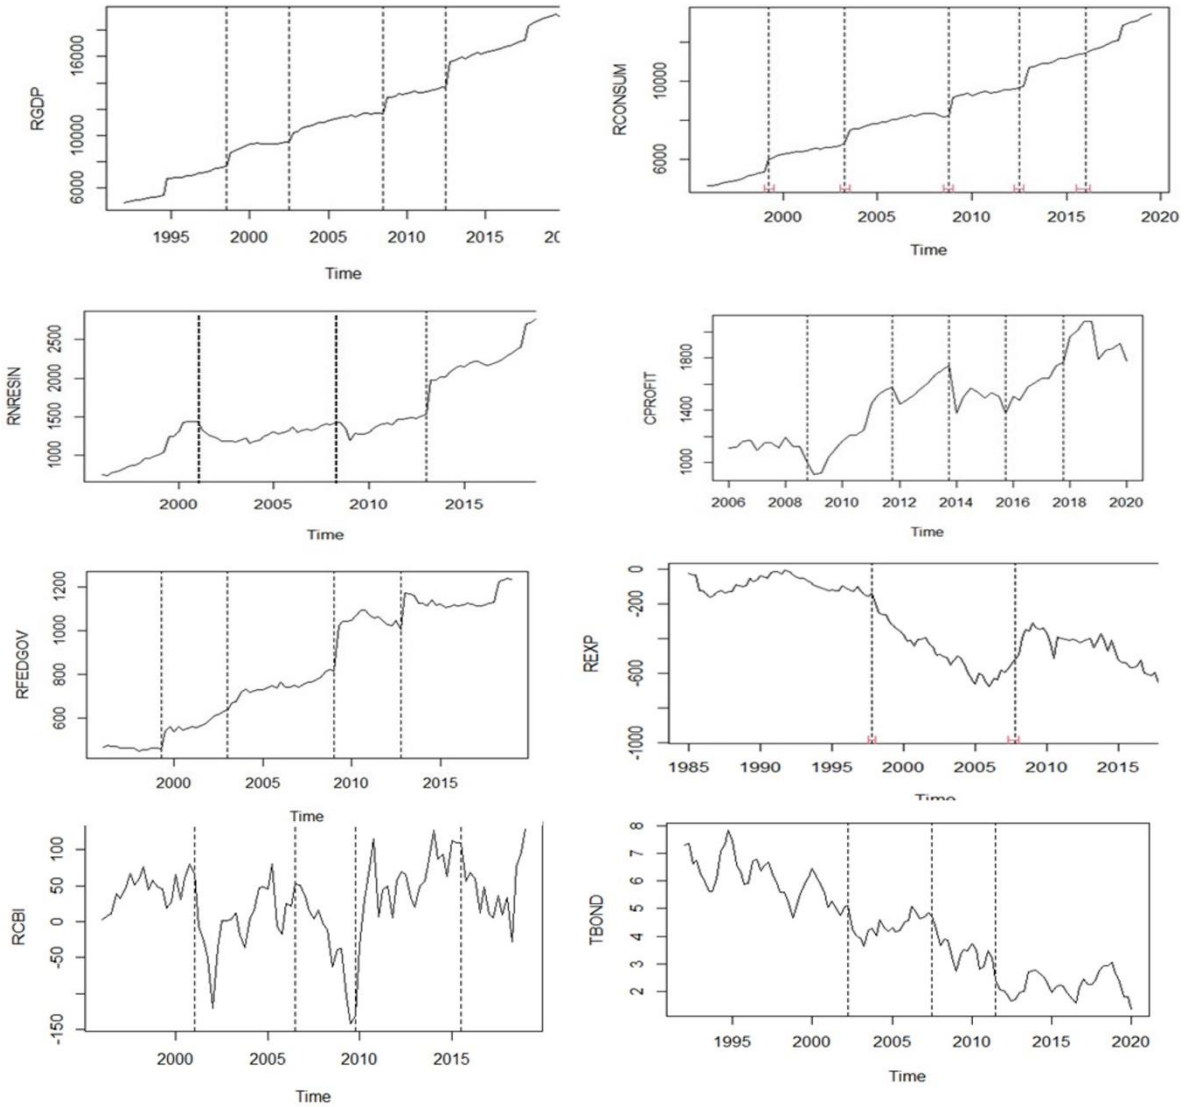 RGDP
6000
10000
16000
1995 2000 2005 2010 2015 20
Time
RCONSUM
6000
10000
2000 2005 2010 2015 2020
Time
RNRESIN
1000
1500
2000
2500
2000 2005 2010 2015
Time
CPROFIT
1000
1400
1800
2006 2008 2010 2012 2014 2016 2018 2020
Time
RFEDGOV
600
800
1000
1200
2000 2005 2010 2015
Time
REXP
-1000
-600
-200
0
1985 1990 1995 2000 2005 2010 2015
Time
RCBI
-150
-50
0
50
100
2000 2005 2010 2015
Time
TBOND
2
3
4
5
6
7
8
1995 2000 2005 2010 2015 2020
Time